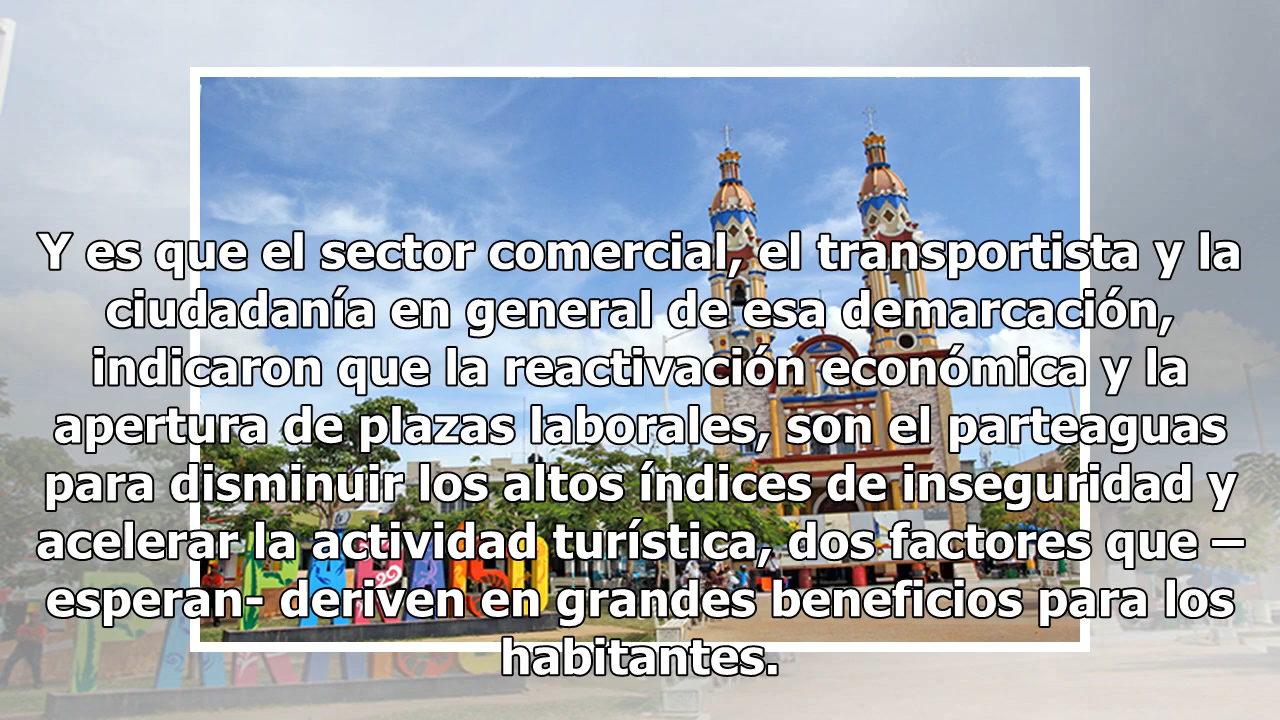 Y es que el sector comercial, el transportista y la
ciudadanía en general de esa demarcación,
indicaron que la reactivación económica y la
apertura de plazas laborales, son el parteaguas
para disminuir los altos índices de inseguridad y
acelerar la actividad turística, dos factores que –
esperan- deriven en grandes beneficios para los
habitantes.